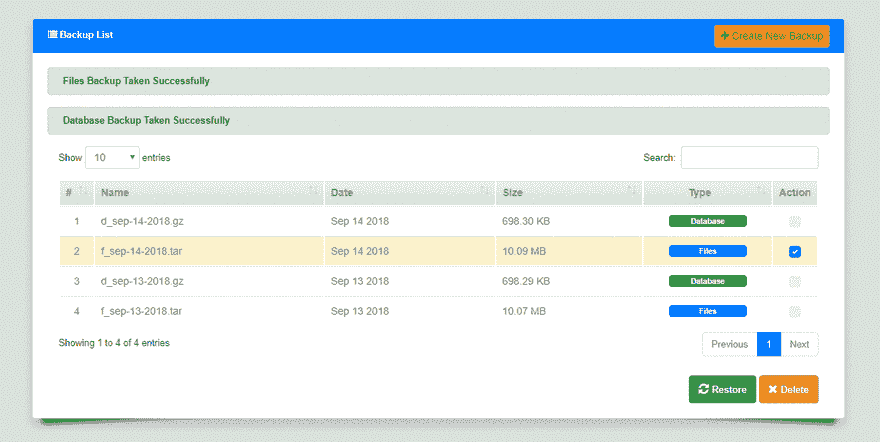 Backup List
+ Create New Backup
Files Backup Taken Successfully
Database Backup Taken Successfully
Show 10 entries Search:
# Name Date Size Type Action
1 d_sep-14-2018.gz Sep 14 2018 698.30 KB Database
2 f_sep-14-2018.tar Sep 14 2018 10.09 MB Files
3 d_sep-13-2018.gz Sep 13 2018 698.29 KB Database
4 f_sep-13-2018.tar Sep 13 2018 10.07 MB Files
Showing 1 to 4 of 4 entries Previous 1 Next
Restore Delete